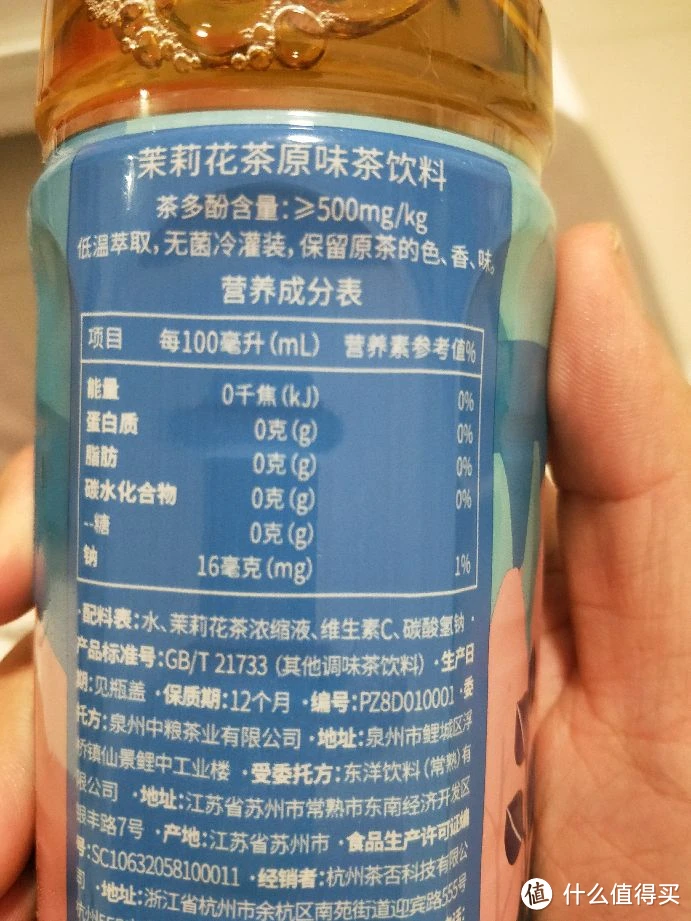 茉莉花茶原味茶饮料
茶多酚含量:≥500mg/kg
低温萃取,无菌冷灌装,保留原茶的色、香、味。
营养成分表
项目 每100毫升(mL) 营养素参考值%
能量 0千焦(kJ) 0%
蛋白质 0克(g) 0%
脂肪 0克(g) 0%
碳水化合物 0克(g) 0%
--糖 0克(g)
钠 16毫克(mg) 1%
·配料表:水、茉莉花茶浓缩液、维生素C、碳酸氢钠·
产品标准号:GB/T 21733 (其他调味茶饮料) ·生产日
期:见瓶盖 ·保质期:12个月 ·编号:PZ8D010001 ·委
托方:泉州中粮茶业有限公司 ·地址:泉州市鲤城区浮
桥镇仙景鲤中工业楼 ·受委托方:东洋饮料(常熟)有
限公司 ·地址:江苏省苏州市常熟市东南经济开发区
银丰路7号 ·产地:江苏省苏州市 ·食品生产许可证编
号:SC10632058100011 ·经销者:杭州茶否科技有限公
司 ·地址:浙江省杭州市余杭区南苑街道迎宾路555号
值 什么值得买